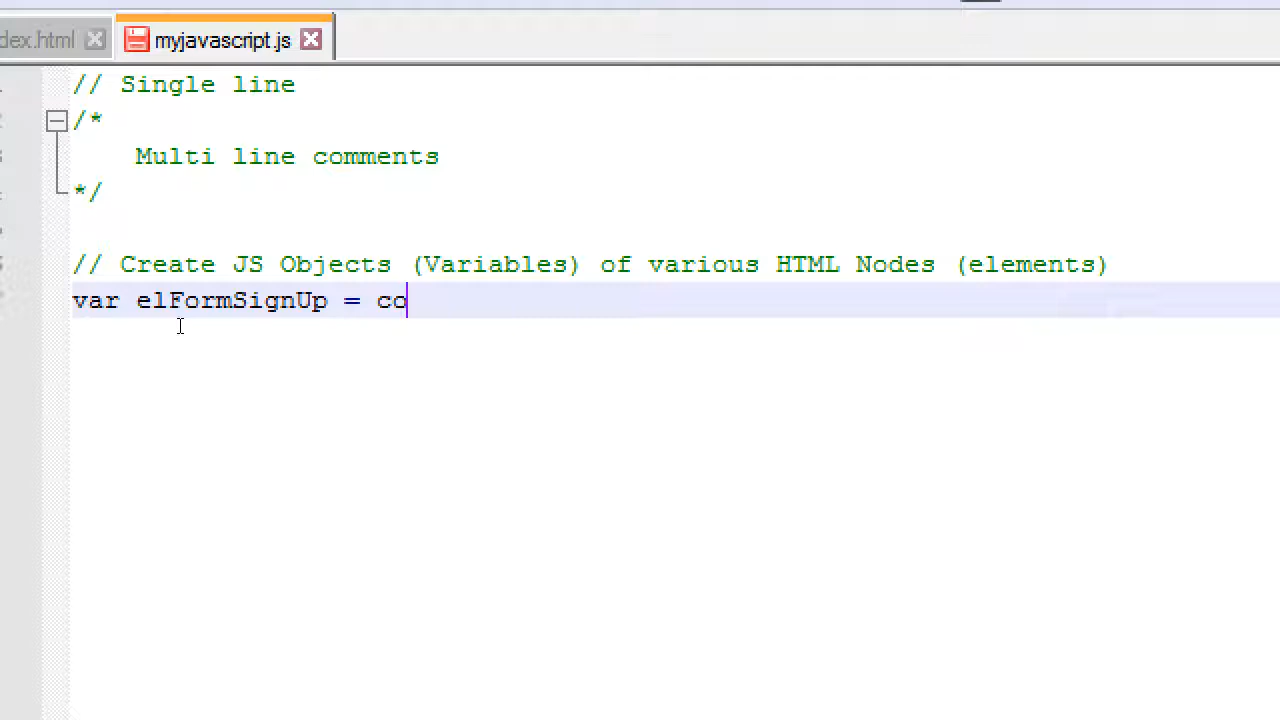 dex.html myjavascript.js
// Single line
/*
Multi line comments
*/
// Create JS Objects (Variables) of various HTML Nodes (elements)
var elFormSignUp = co